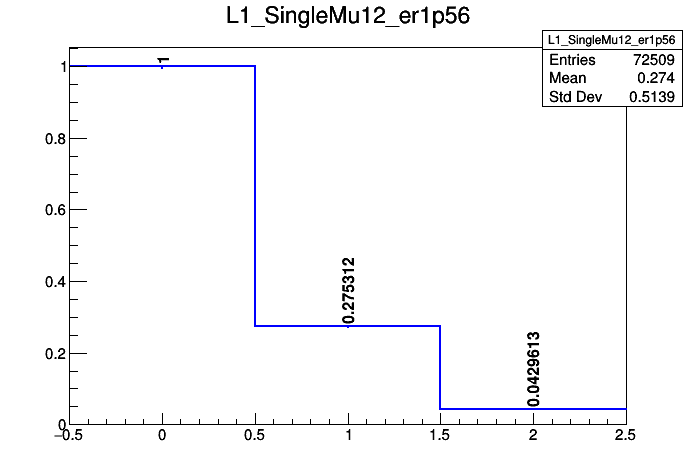 L1_SingleMu12_er1p56
L1_SingleMu12_er1p56
Entries 72509
Mean 0.274
Std Dev 0.5139
1
0.8
0.6
0.4
0.2
0
1
0.275312
0.0429613
−0.5 0 0.5 1 1.5 2 2.5